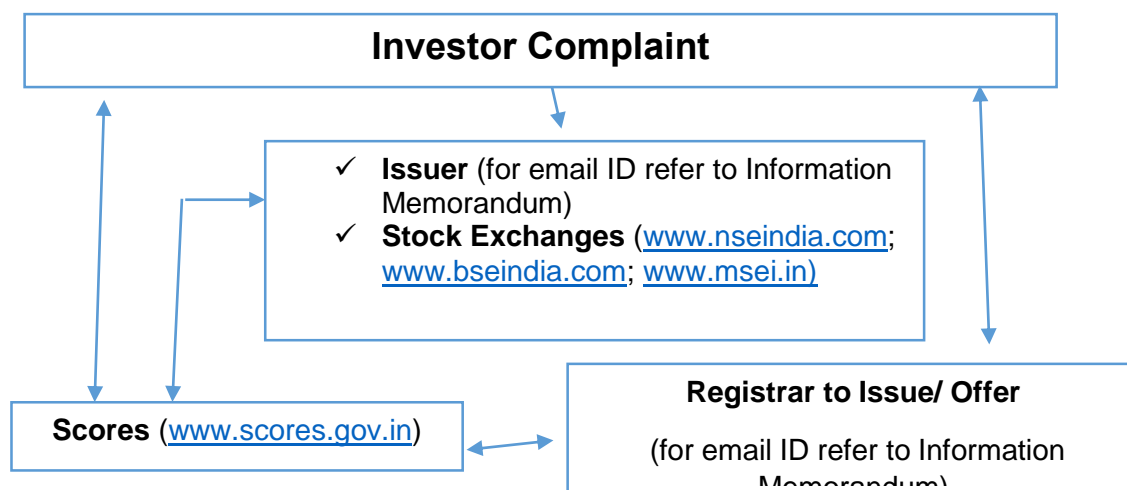 Investor Complaint
✓ Issuer (for email ID refer to Information
Memorandum)
✓ Stock Exchanges (www.nseindia.com;
www.bseindia.com; www.msei.in)
Registrar to Issue/ Offer
Scores (www.scores.gov.in)
(for email ID refer to Information
Memorandum)